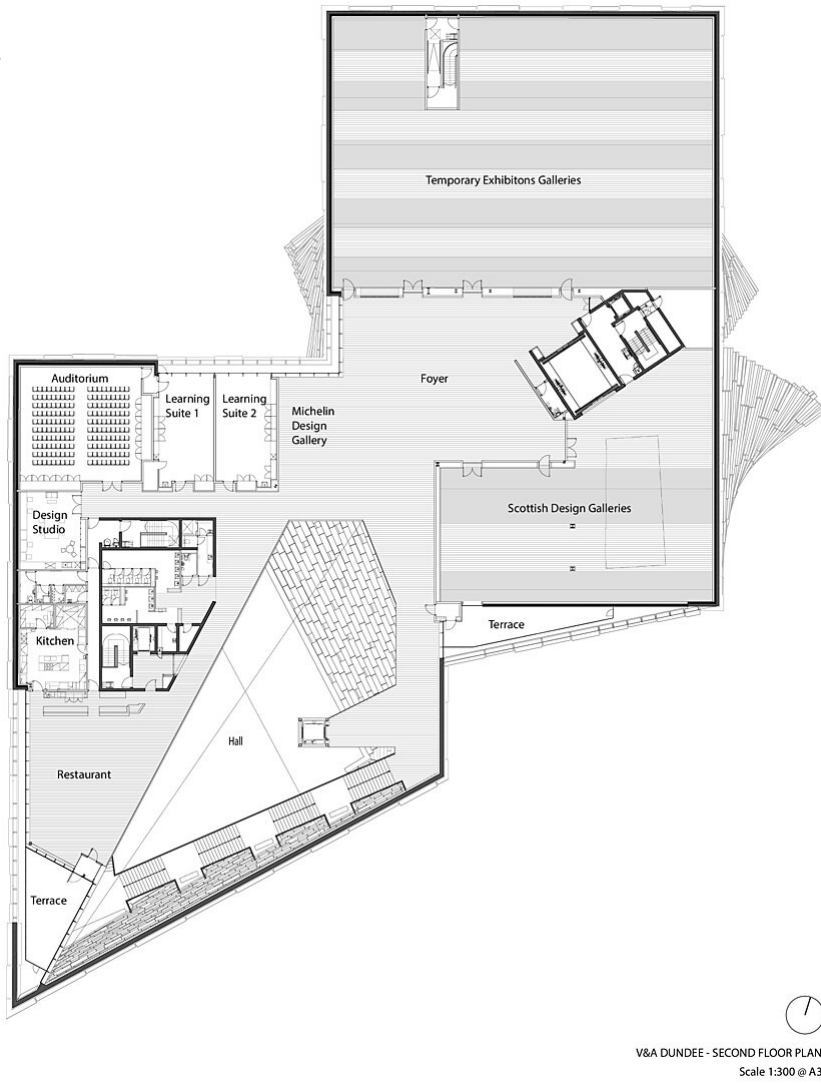 Temporary Exhibitons Galleries
Auditorium
Learning
Suite 1
Learning
Suite 2
Michelin
Design
Gallery
Foyer
Design
Studio
Scottish Design Galleries
Kitchen
Terrace
Hall
Restaurant
Terrace
V&A DUNDEE - SECOND FLOOR PLAN
Scale 1:300 @ A3